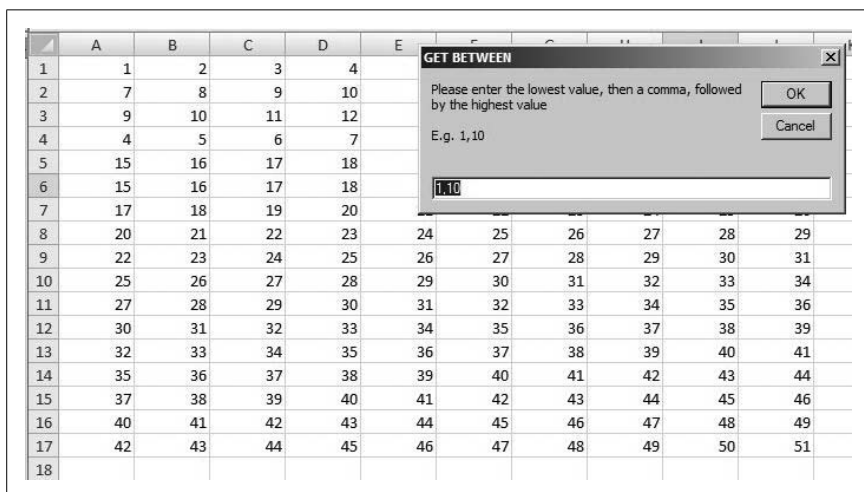 A B C D E
1 1 2 3 4
2 7 8 9 10
3 9 10 11 12
4 4 5 6 7
5 15 16 17 18
6 15 16 17 18
7 17 18 19 20
8 20 21 22 23 24 25 26 27 28 29
9 22 23 24 25 26 27 28 29 30 31
10 25 26 27 28 29 30 31 32 33 34
11 27 28 29 30 31 32 33 34 35 36
12 30 31 32 33 34 35 36 37 38 39
13 32 33 34 35 36 37 38 39 40 41
14 35 36 37 38 39 40 41 42 43 44
15 37 38 39 40 41 42 43 44 45 46
16 40 41 42 43 44 45 46 47 48 49
17 42 43 44 45 46 47 48 49 50 51
18
GET BETWEEN
Please enter the lowest value, then a comma, followed
by the highest value
E.g. 1,10
OK
Cancel
1,10